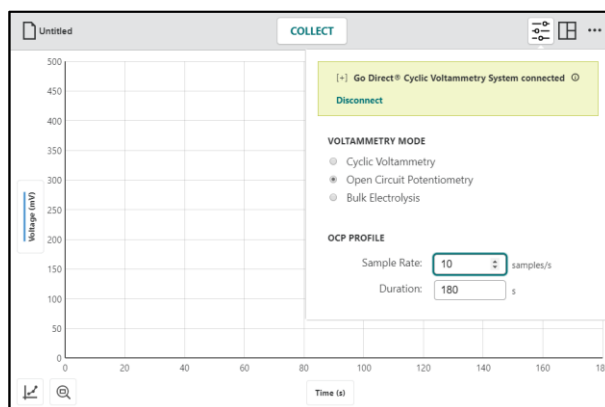 Untitled
COLLECT
[+] Go Direct® Cyclic Voltammetry System connected
Disconnect
VOLTAMMETRY MODE
Cyclic Voltammetry
Open Circuit Potentiometry
Bulk Electrolysis
OCP PROFILE
Sample Rate: 10 samples/s
Duration: 180 s
Voltage (mV)
500
450
400
350
300
250
200
150
100
50
0
0 20 40 60 80 100 120 140 160 18
Time (s)